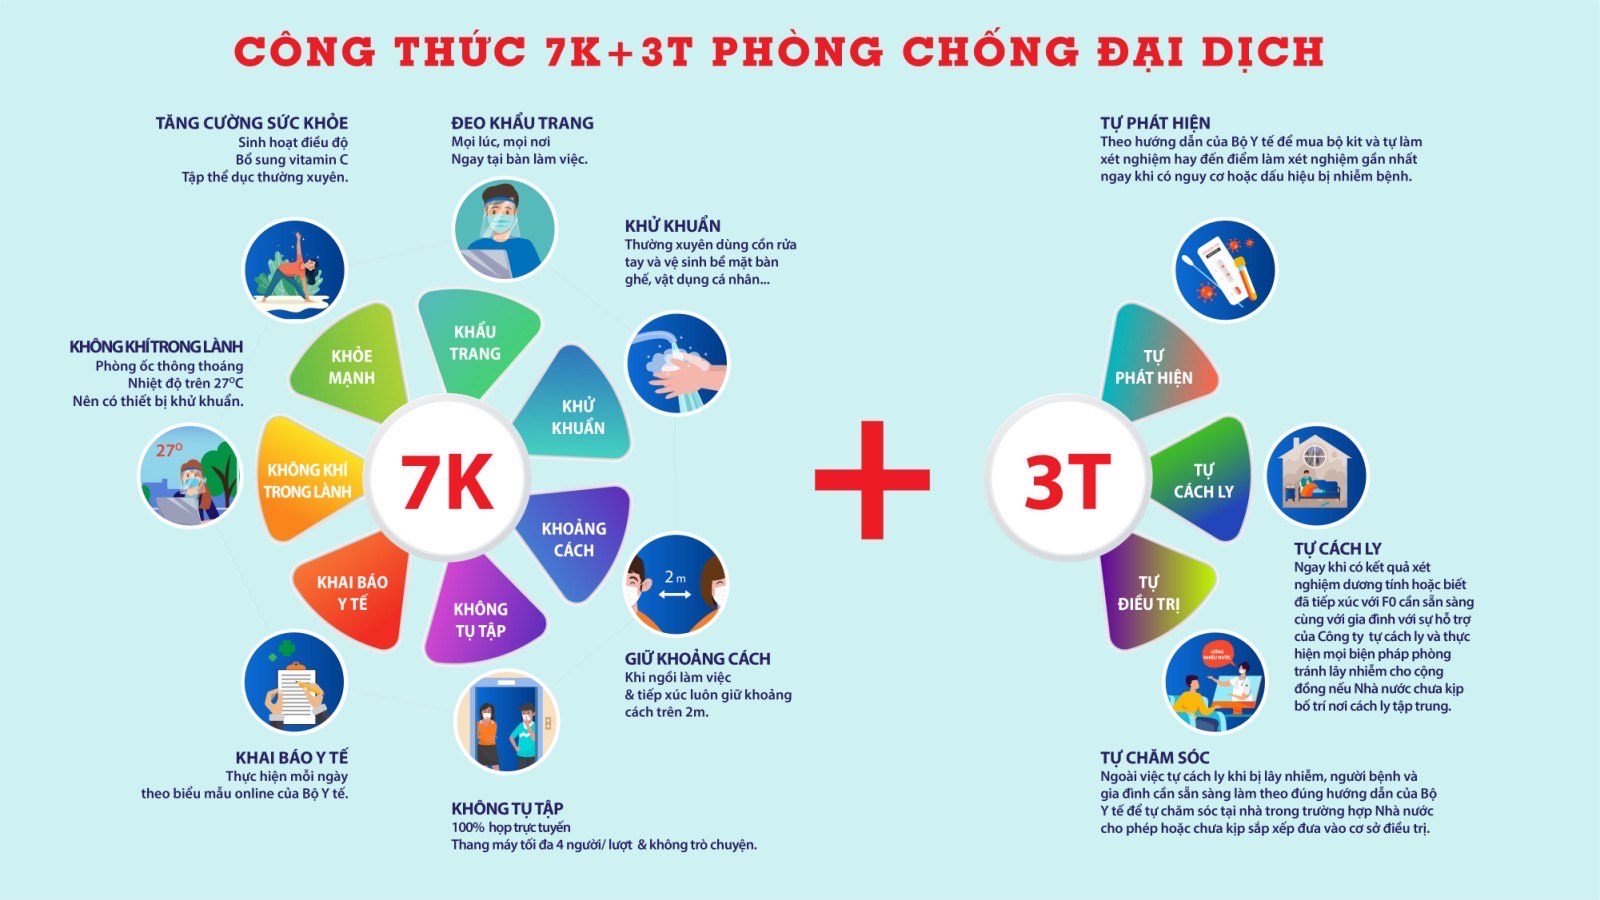 CÔNG THỨC 7K+3T PHÒNG CHỐNG ĐẠI DỊCH
TĂNG CƯỜNG SỨC KHỎE
Sinh hoạt điều độ
Bổ sung vitamin C
Tập thể dục thường xuyên.
ĐEO KHẨU TRANG
Mọi lúc, mọi nơi
Ngay tại bàn làm việc.
KHỬ KHUẨN
Thường xuyên dùng cồn rửa
tay và vệ sinh bề mặt bàn
ghế, vật dụng cá nhân...
KHÔNG KHÍ TRONG LÀNH
Phòng ốc thông thoáng
Nhiệt độ trên 27ºC
Nên có thiết bị khử khuẩn.
27º
KHỎE
MẠNH
KHẨU
TRANG
KHỬ
KHUẨN
KHÔNG KHÍ
TRONG LÀNH
7K
KHOẢNG
CÁCH
KHAI BÁO
Y TẾ
KHÔNG
TỤ TẬP
2 m
GIỮ KHOẢNG CÁCH
Khi ngồi làm việc
& tiếp xúc luôn giữ khoảng
cách trên 2m.
KHAI BÁO Y TẾ
Thực hiện mỗi ngày
theo biểu mẫu online của Bộ Y tế.
KHÔNG TỤ TẬP
100% họp trực tuyến
Thang máy tối đa 4 người/ lượt & không trò chuyện.
+
TỰ PHÁT HIỆN
Theo hướng dẫn của Bộ Y tế để mua bộ kit và tự làm
xét nghiệm hay đến điểm làm xét nghiệm gần nhất
ngay khi có nguy cơ hoặc dấu hiệu bị nhiễm bệnh.
TỰ
PHÁT HIỆN
3T
TỰ
CÁCH LY
TỰ
ĐIỀU TRỊ
TỰ CÁCH LY
Ngay khi có kết quả xét
nghiệm dương tính hoặc biết
đã tiếp xúc với F0 cần sẵn sàng
cùng với gia đình với sự hỗ trợ
của Công ty tự cách ly và thực
hiện mọi biện pháp phòng
tránh lây nhiễm cho cộng
đồng nếu Nhà nước chưa kịp
bố trí nơi cách ly tập trung.
UỐNG
NHIỀU NƯỚC
TỰ CHĂM SÓC
Ngoài việc tự cách ly khi bị lây nhiễm, người bệnh và
gia đình cần sẵn sàng làm theo đúng hướng dẫn của Bộ
Y tế để tự chăm sóc tại nhà trong trường hợp Nhà nước
cho phép hoặc chưa kịp sắp xếp đưa vào cơ sở điều trị.